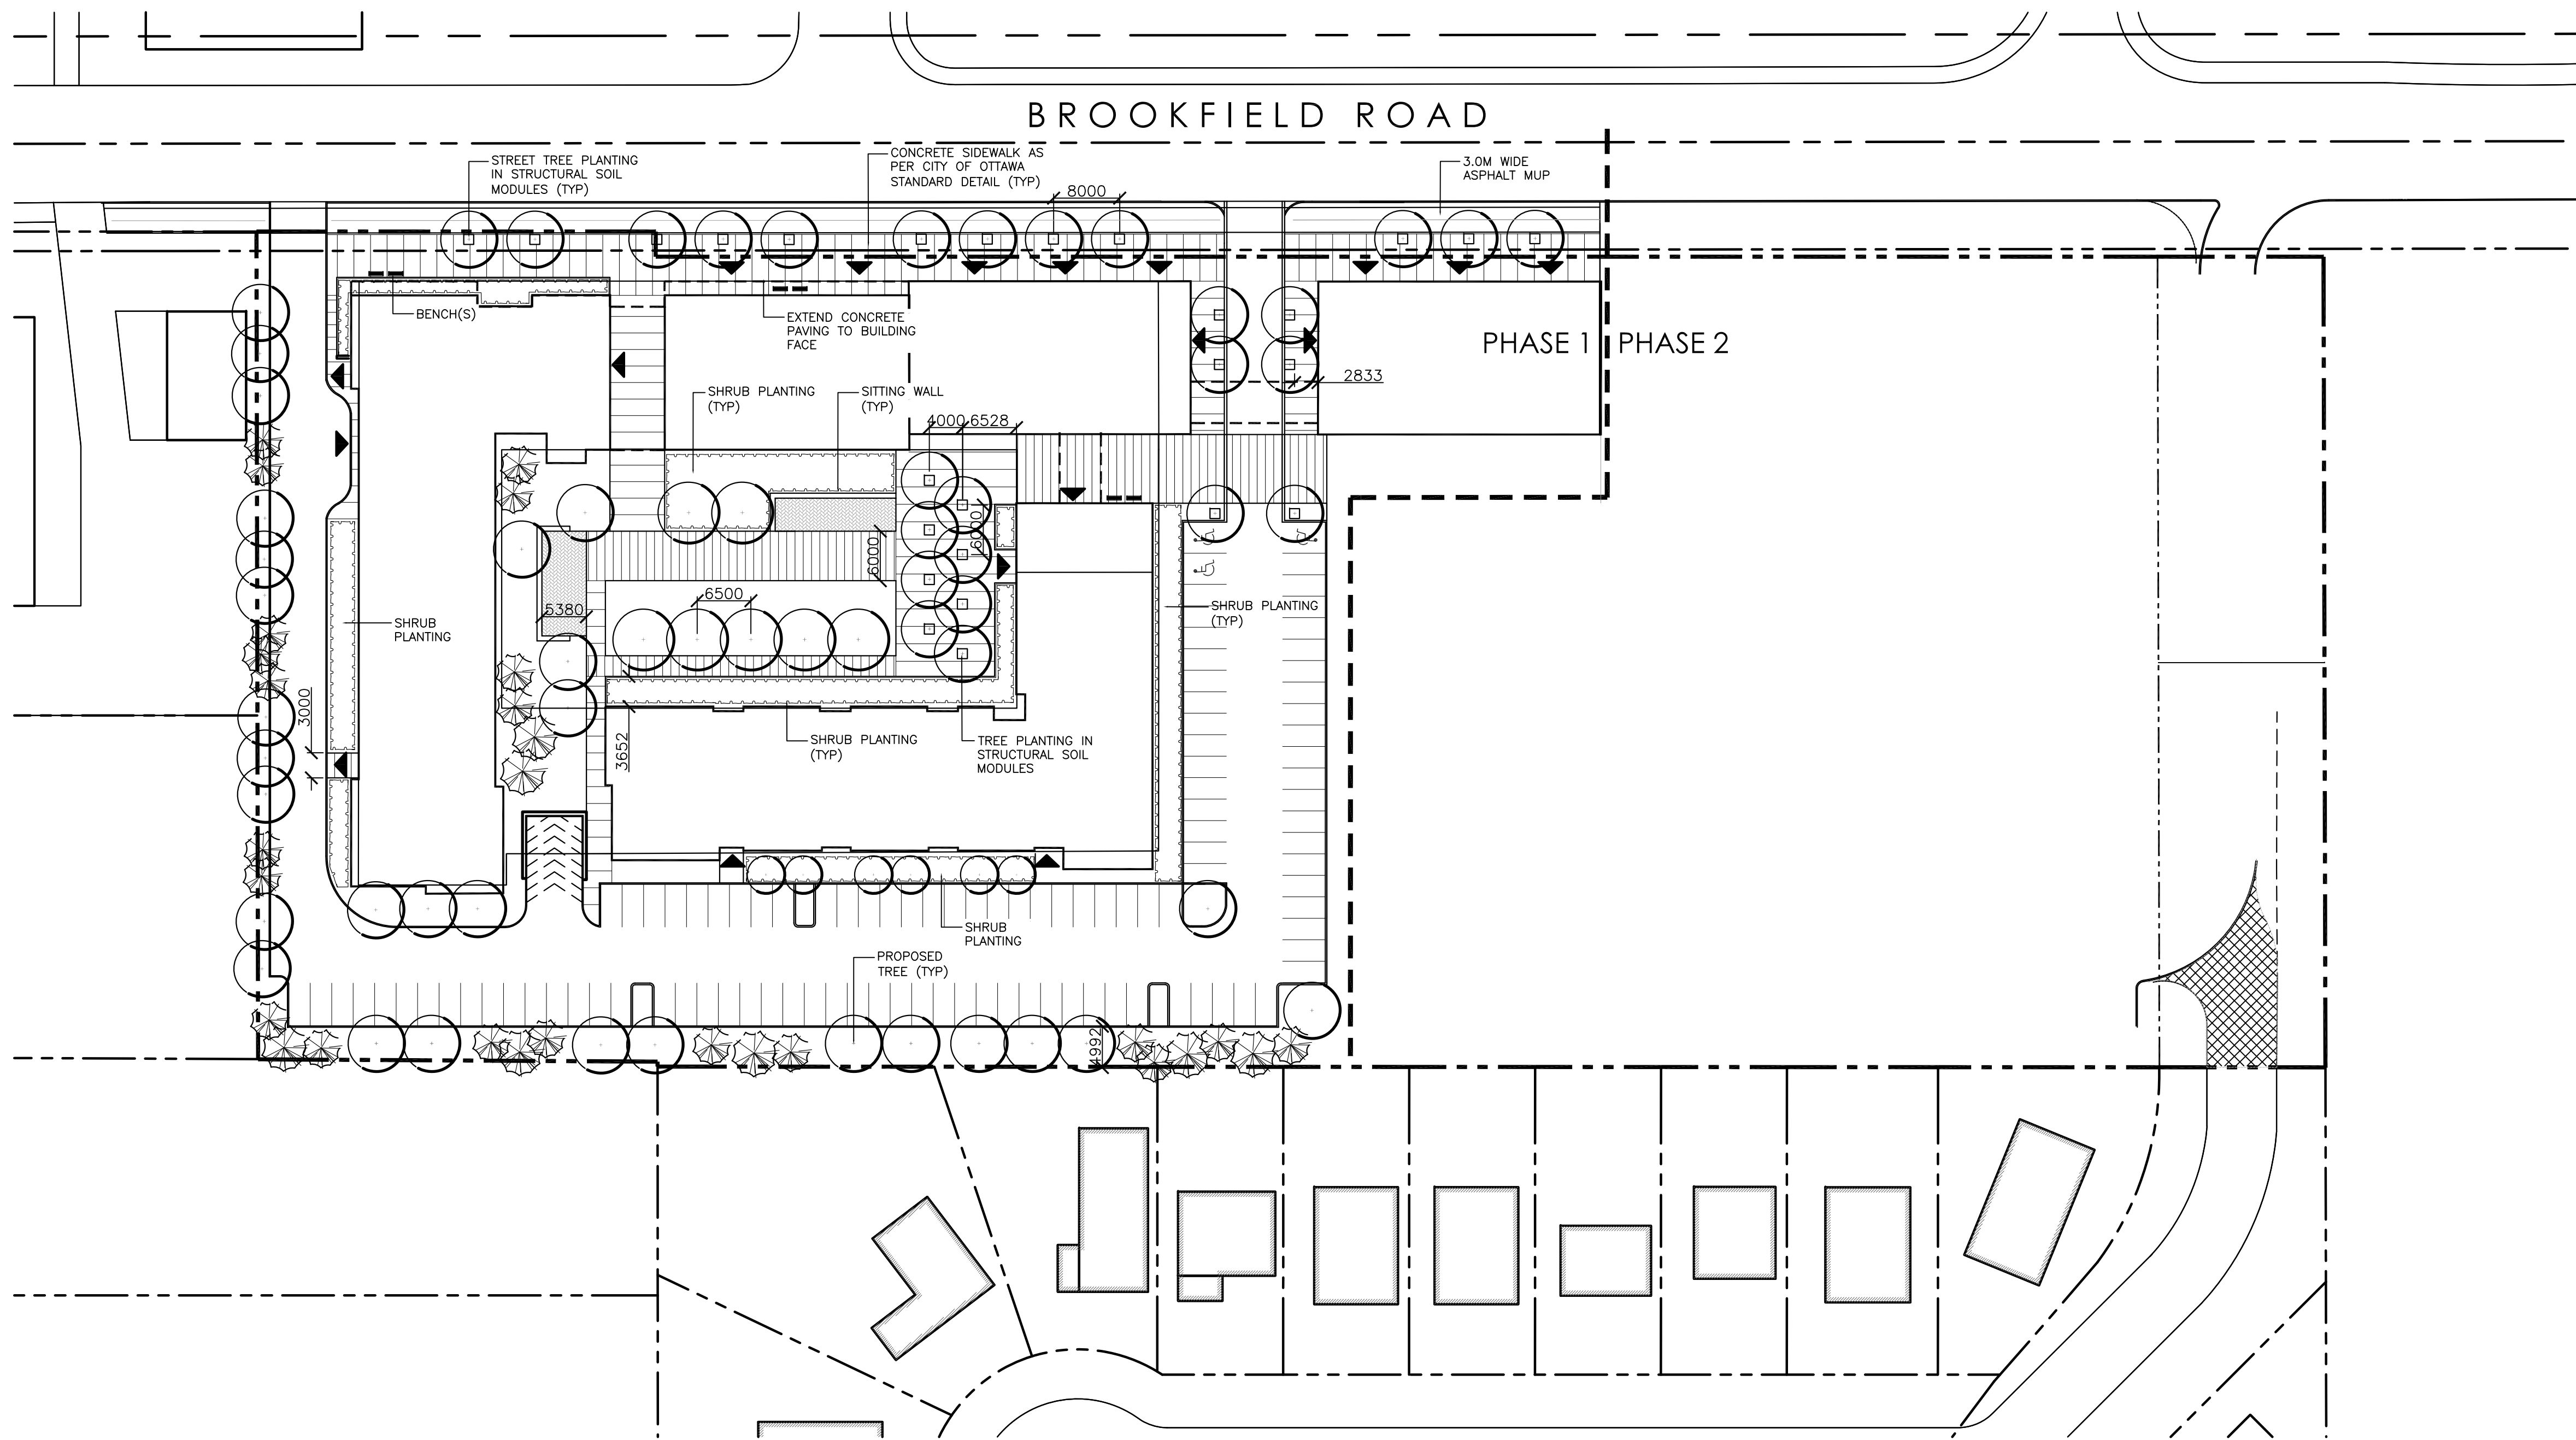 BROOKFIELD ROAD
STREET TREE PLANTING
IN STRUCTURAL SOIL
MODULES (TYP)
CONCRETE SIDEWALK AS
PER CITY OF OTTAWA
STANDARD DETAIL (TYP)
8000
3.0M WIDE
ASPHALT MUP
BENCH(S)
EXTEND CONCRETE
PAVING TO BUILDING
FACE
PHASE 1
PHASE 2
2833
SHRUB PLANTING
(TYP)
SITTING WALL
(TYP)
4000
6528
6000
6000
6500
5380
SHRUB PLANTING
(TYP)
SHRUB
PLANTING
3000
3652
SHRUB PLANTING
(TYP)
TREE PLANTING IN
STRUCTURAL SOIL
MODULES
SHRUB
PLANTING
PROPOSED
TREE (TYP)
4992